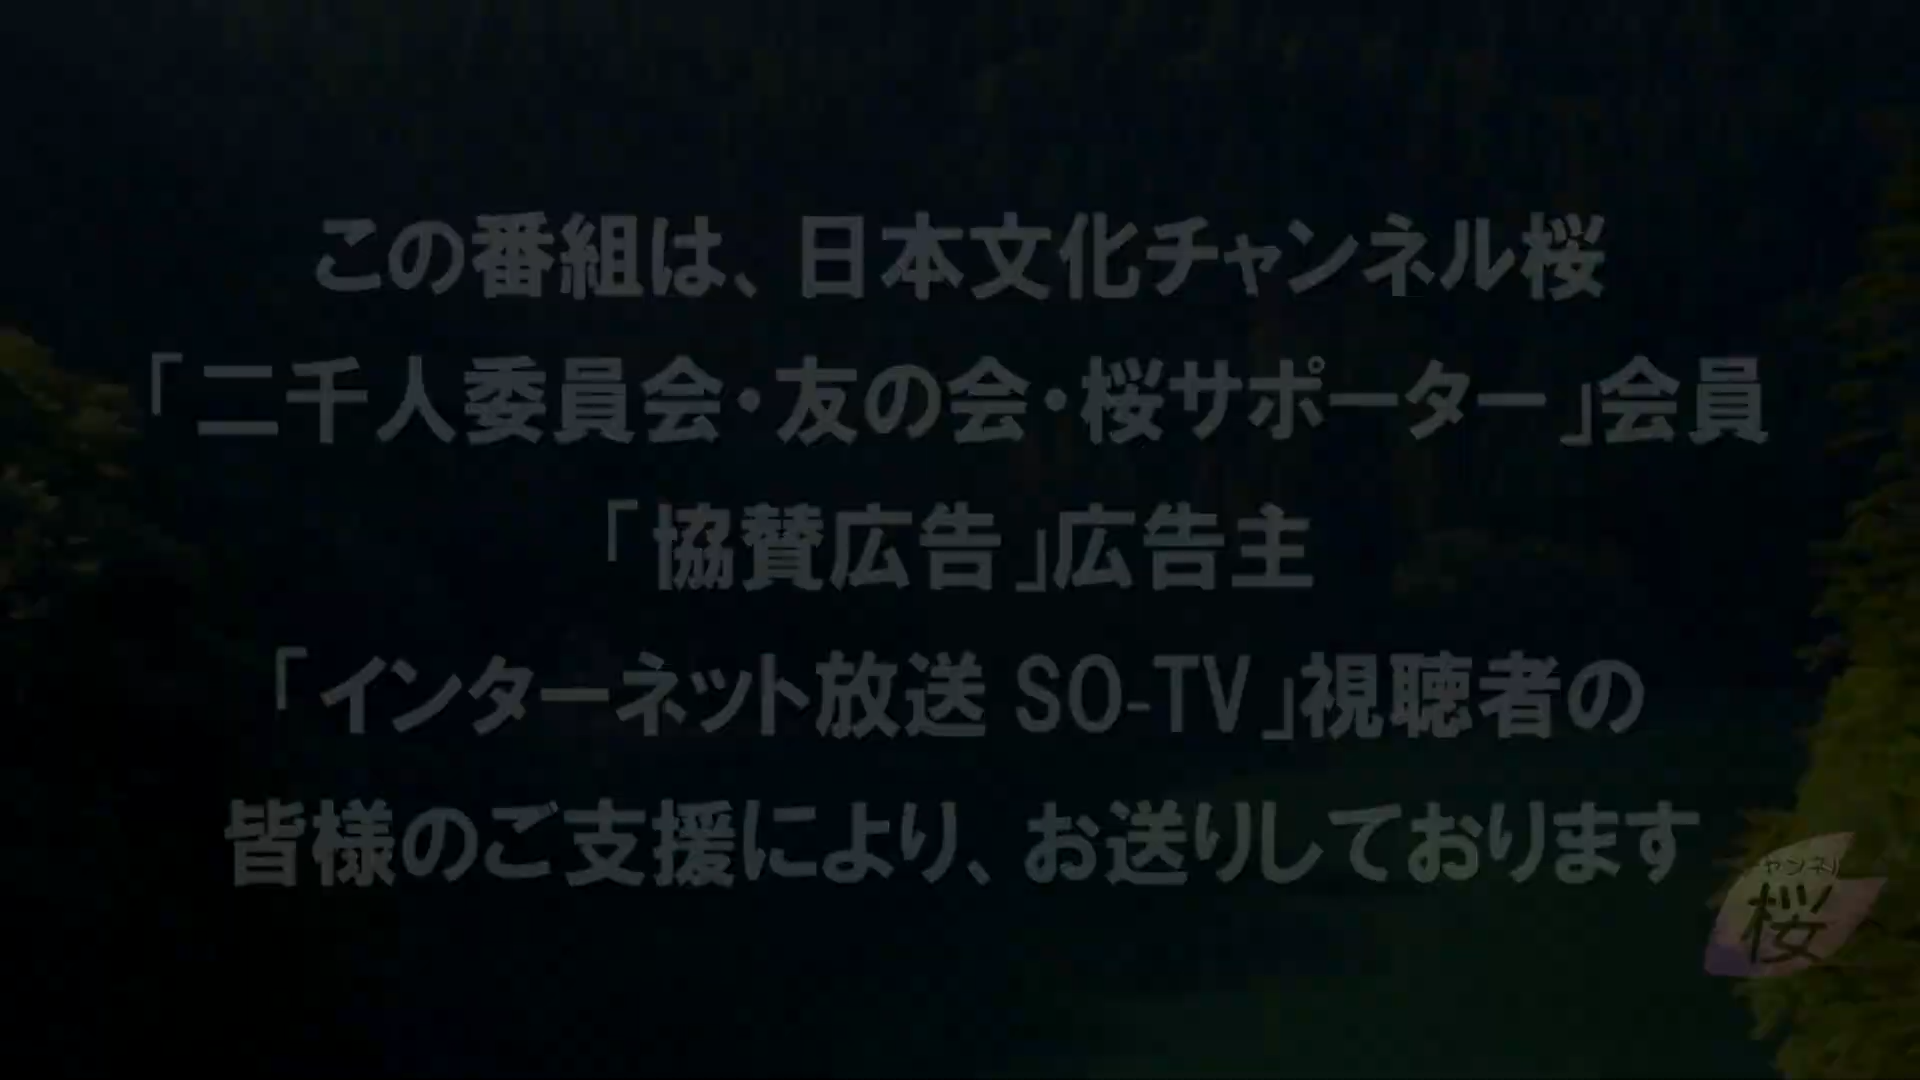 この番組は、日本文化チャンネル桜
「二千人委員会・友の会・桜サポーター」会員
「協賛広告」広告主
「インターネット放送 SO-TV」視聴者の
皆様のご支援により、お送りしております
チャンネル
桜